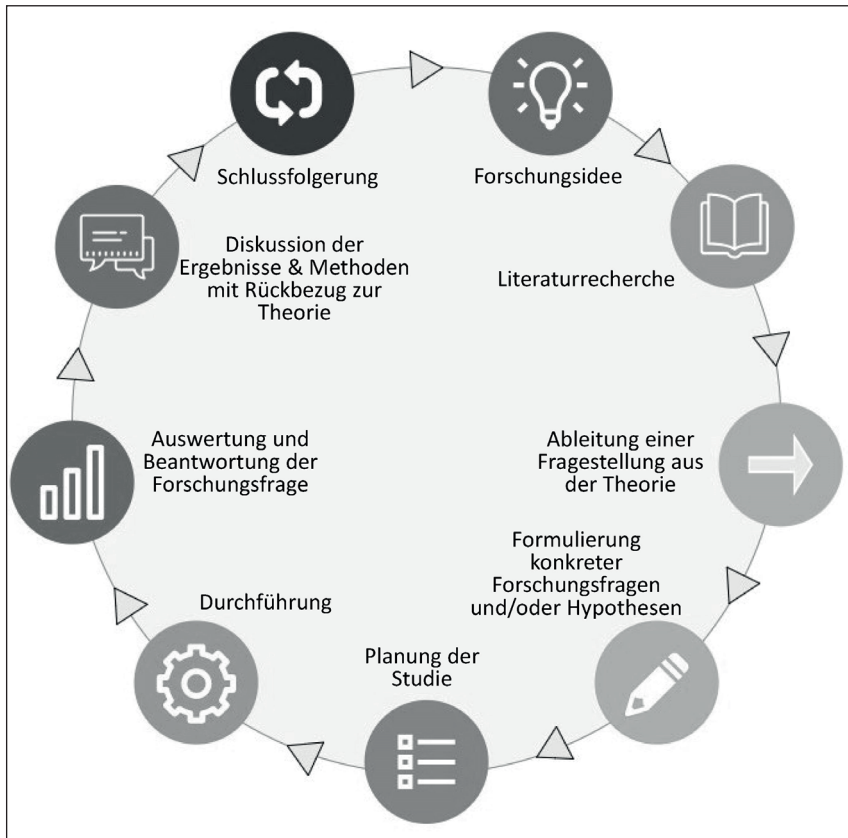 Forschungsidee
Literaturrecherche
Ableitung einer
Fragestellung aus
der Theorie
Formulierung
konkreter
Forschungsfragen
und/oder Hypothesen
Planung der
Studie
Durchführung
Auswertung und
Beantwortung der
Forschungsfrage
Diskussion der
Ergebnisse & Methoden
mit Rückbezug zur
Theorie
Schlussfolgerung